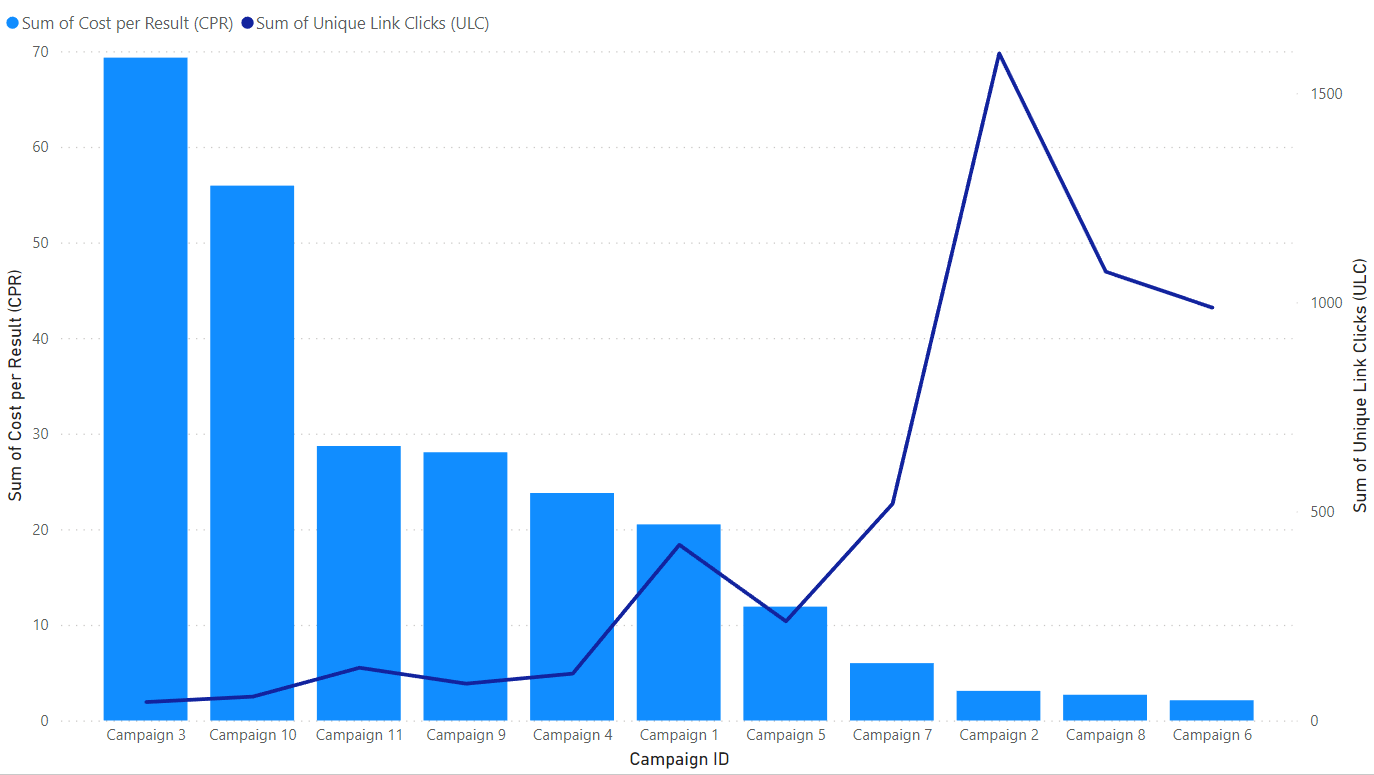 Sum of Cost per Result (CPR) Sum of Unique Link Clicks (ULC)
Sum of Cost per Result (CPR)
70
60
50
40
30
20
10
0
1500
1000
500
0
Sum of Unique Link Clicks (ULC)
Campaign 3 Campaign 10 Campaign 11 Campaign 9 Campaign 4 Campaign 1 Campaign 5 Campaign 7 Campaign 2 Campaign 8 Campaign 6
Campaign ID